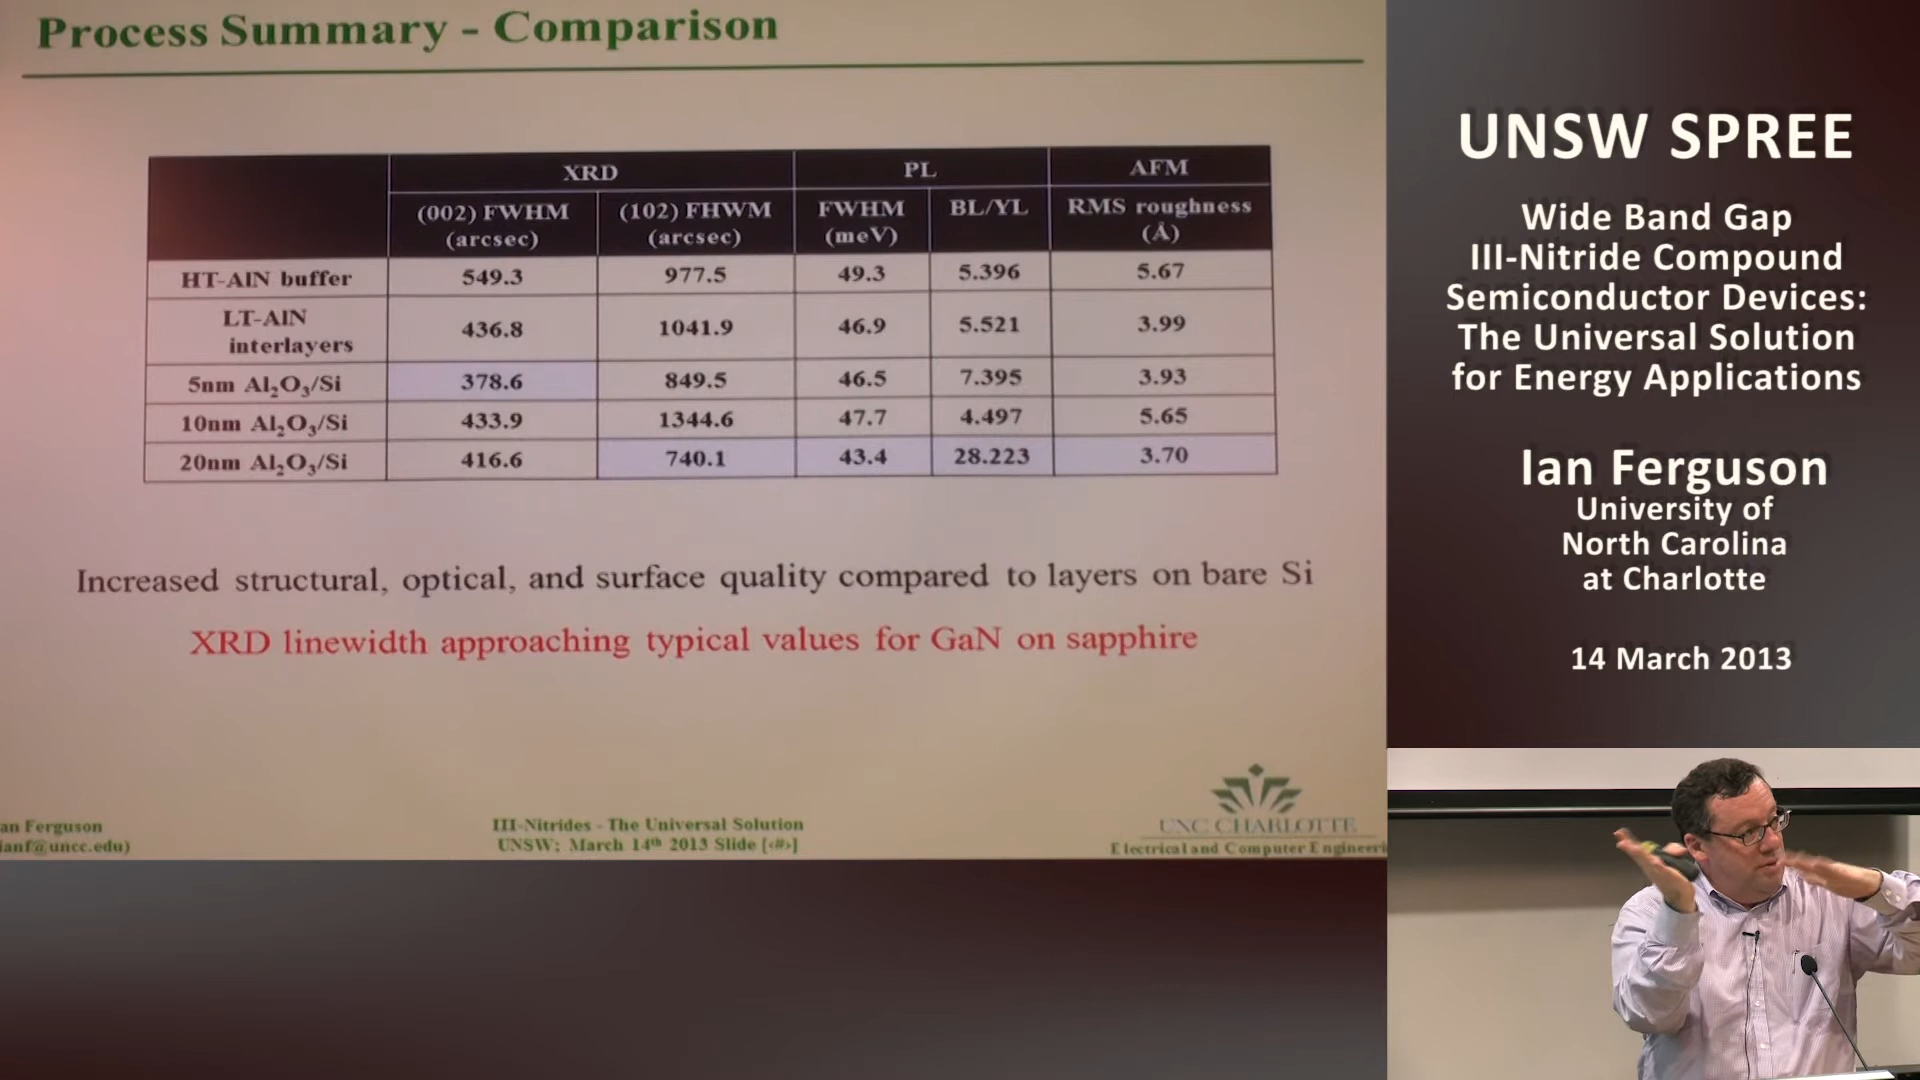 Process Summary - Comparison
XRD PL AFM
(002) FWHM (arcsec) (102) FHWM (arcsec) FWHM (meV) BL/YL RMS roughness (Å)
HT-AlN buffer 549.3 977.5 49.3 5.396 5.67
LT-AlN interlayers 436.8 1041.9 46.9 5.521 3.99
5nm Al₂O₃/Si 378.6 849.5 46.5 7.395 3.93
10nm Al₂O₃/Si 433.9 1344.6 47.7 4.497 5.65
20nm Al₂O₃/Si 416.6 740.1 43.4 28.223 3.70
Increased structural, optical, and surface quality compared to layers on bare Si
XRD linewidth approaching typical values for GaN on sapphire
an Ferguson
ianf@uncc.edu)
III-Nitrides - The Universal Solution
UNSW: March 14th 2013 Slide [‹#›]
UNC CHARLOTTE
Electrical and Computer Engineeri
UNSW SPREE
Wide Band Gap
III-Nitride Compound
Semiconductor Devices:
The Universal Solution
for Energy Applications
Ian Ferguson
University of
North Carolina
at Charlotte
14 March 2013